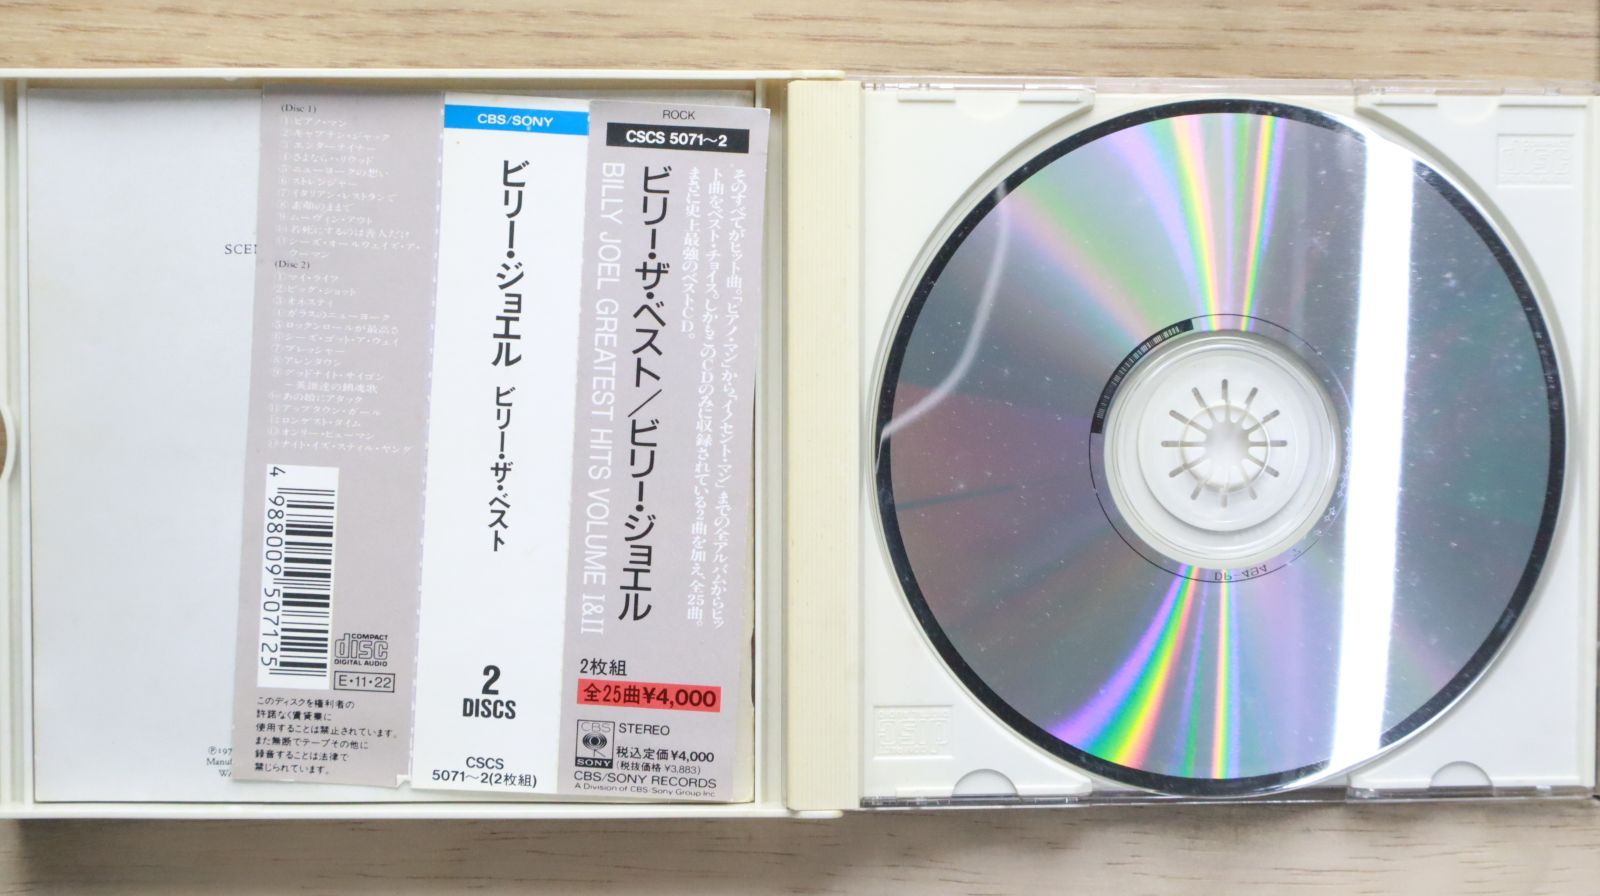 SCEN
(Disc 1)
①ピアノ・マン
②キャプテン・ジャック
③エンターテイナー
④さよならハリウッド
⑤ニューヨークの想い
⑥ストレンジャー
⑦イタリアン・レストランで
⑧素顔のままで
⑨ムーヴィン・アウト
⑩若死にするのは善人だけ
⑪シーズ・オールウェイズ・ア・
ウーマン
(Disc 2)
①マイ・ライフ
②ビッグ・ショット
③オネスティ
④ガラスのニューヨーク
⑤ロックンロールが最高さ
⑥シーズ・ゴット・ア・ウェイ
⑦プレッシャー
⑧アレンタウン
⑨グッドナイト・サイゴン
～英雄達の鎮魂歌
⑩あの娘にアタック
⑪アップタウン・ガール
⑫ロンゲスト・タイム
⑬オンリー・ヒューマン
⑭ナイト・イズ・スティル・ヤング
4 988009 507125
COMPACT
disc
DIGITAL AUDIO
E・11・22
このディスクを権利者の
許諾なく賃貸業に
使用することは禁止されています。
また無断でテープその他に
録音することは法律で
禁じられています。
CBS/SONY
ビリー・ジョエル ビリー・ザ・ベスト
2
DISCS
CSCS
5071〜2(2枚組)
ROCK
CSCS 5071〜2
そのすべてがヒット曲。「ピアノ・マン」から「イノセント・マン」までの全アルバムからヒッ
ト曲をベスト・チョイス。しかもこのCDのみに収録されている2曲を加え、全25曲。
まさに史上最強のベストCD。
ビリー・ザ・ベスト／ビリー・ジョエル
BILLY JOEL GREATEST HITS VOLUME I&II
2枚組
全25曲¥4,000
CBS
SONY
STEREO
税込定価¥4,000
(税抜価格¥3,883)
CBS/SONY RECORDS
A Division of CBS・Sony Group Inc.
℗197
Manuf
DP-494
disc